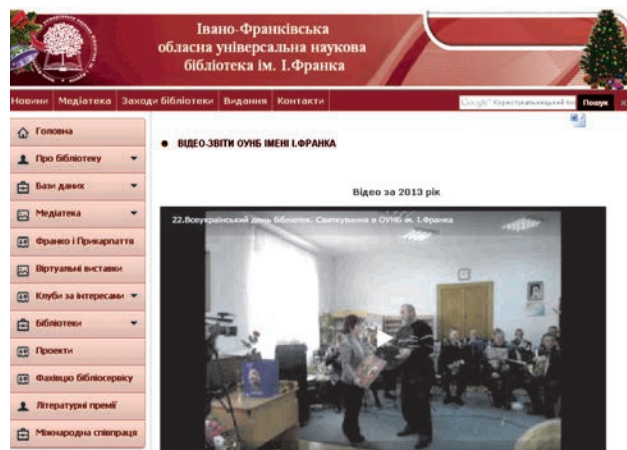 Івано-Франківська
обласна універсальна наукова
бібліотека ім. І.Франка
Новини Медіатека Заходи бібліотеки Видання Контакти
Google Пошук
Головна
Про бібліотеку
Бази даних
Медіатека
Франко і Прикарпаття
Віртуальні виставки
Клуби за інтересами
Бібліотеки
Проекти
Фахівцю бібліосервісу
Літературні премії
Міжнародна співпраця
ВІДЕО-ЗВІТИ ОУНБ ІМЕНІ І.ФРАНКА
Відео за 2013 рік
22.Всеукраїнський день бібліотек. Святкування в ОУНБ ім. І.Франка